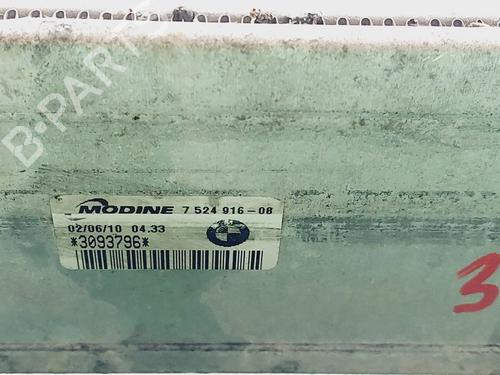 B-PARTS
MODINE 7 524 916-08
02/06/10 04.33
*3093796*
3